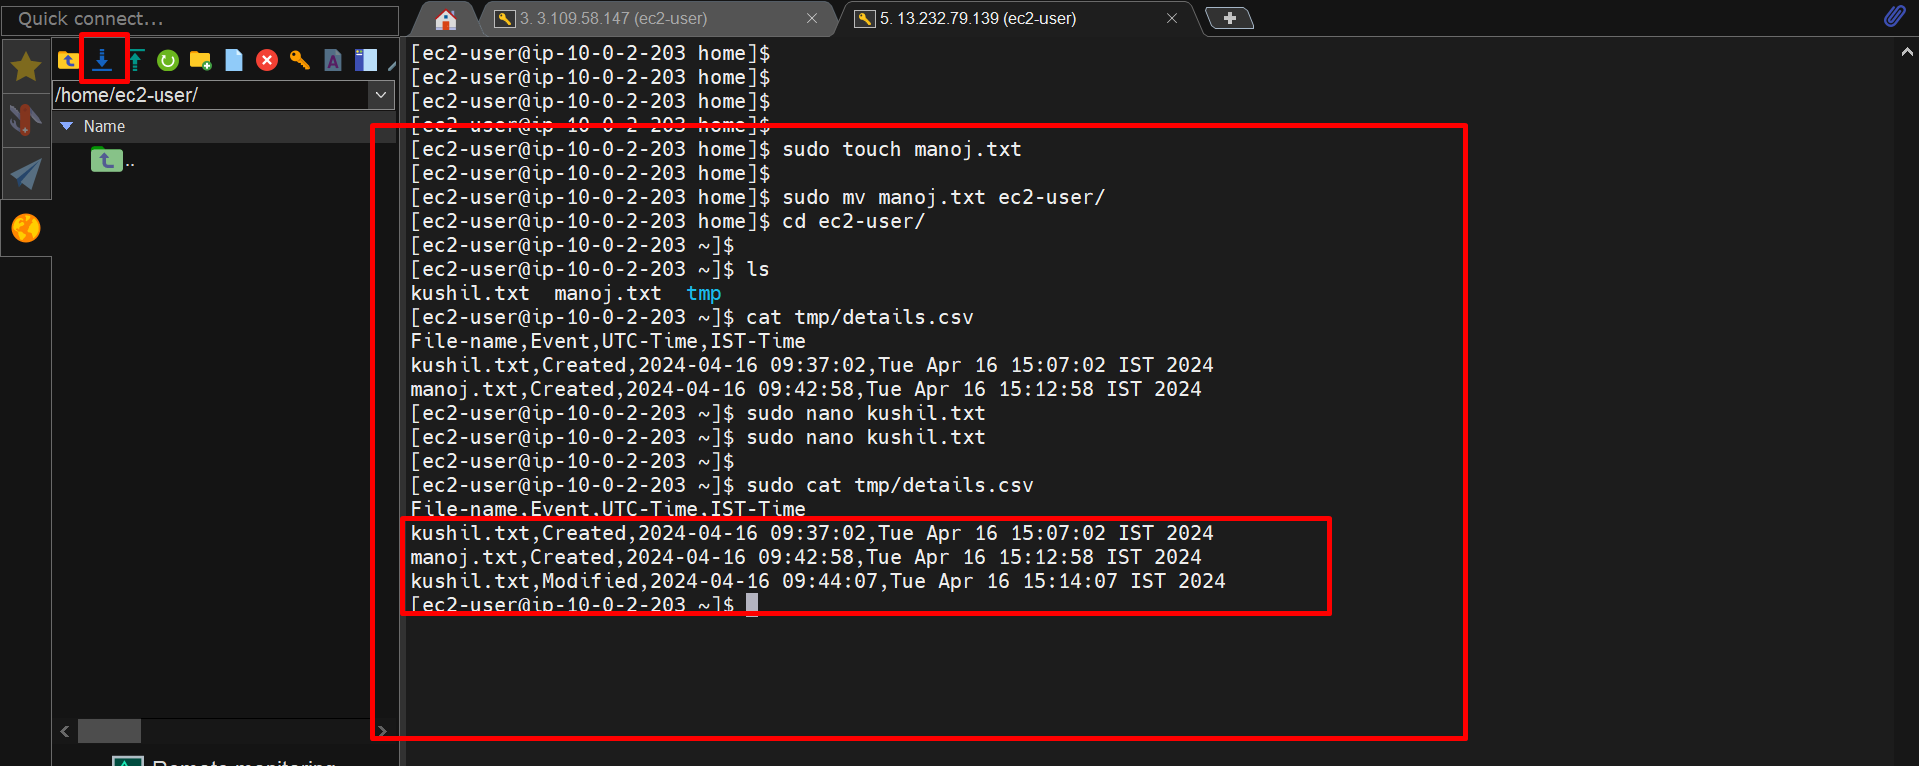 Quick connect...
3. 3.109.58.147 (ec2-user)
5. 13.232.79.139 (ec2-user)
/home/ec2-user/
Name
..
Remote monitoring
[ec2-user@ip-10-0-2-203 home]$
[ec2-user@ip-10-0-2-203 home]$
[ec2-user@ip-10-0-2-203 home]$
[ec2-user@ip-10-0-2-203 home]$
[ec2-user@ip-10-0-2-203 home]$ sudo touch manoj.txt
[ec2-user@ip-10-0-2-203 home]$
[ec2-user@ip-10-0-2-203 home]$ sudo mv manoj.txt ec2-user/
[ec2-user@ip-10-0-2-203 home]$ cd ec2-user/
[ec2-user@ip-10-0-2-203 ~]$
[ec2-user@ip-10-0-2-203 ~]$ ls
kushil.txt  manoj.txt  tmp
[ec2-user@ip-10-0-2-203 ~]$ cat tmp/details.csv
File-name,Event,UTC-Time,IST-Time
kushil.txt,Created,2024-04-16 09:37:02,Tue Apr 16 15:07:02 IST 2024
manoj.txt,Created,2024-04-16 09:42:58,Tue Apr 16 15:12:58 IST 2024
[ec2-user@ip-10-0-2-203 ~]$ sudo nano kushil.txt
[ec2-user@ip-10-0-2-203 ~]$ sudo nano kushil.txt
[ec2-user@ip-10-0-2-203 ~]$
[ec2-user@ip-10-0-2-203 ~]$ sudo cat tmp/details.csv
File-name,Event,UTC-Time,IST-Time
kushil.txt,Created,2024-04-16 09:37:02,Tue Apr 16 15:07:02 IST 2024
manoj.txt,Created,2024-04-16 09:42:58,Tue Apr 16 15:12:58 IST 2024
kushil.txt,Modified,2024-04-16 09:44:07,Tue Apr 16 15:14:07 IST 2024
[ec2-user@ip-10-0-2-203 ~]$